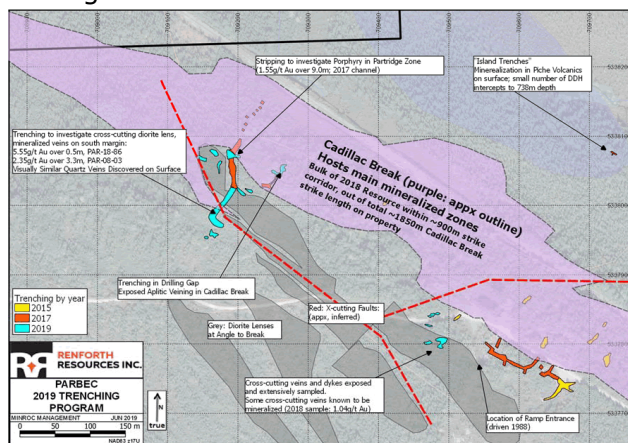 Stripping to investigate Porphyry in Partridge Zone
(1.55g/t Au over 9.0m; 2017 channel)
"Island Trenches"
Minerealization in Piche Volcanics
on surface; small number of DDH
intercepts to 738m depth
Trenching to investigate cross-cutting diorite lens,
mineralized veins on south margin:
5.55g/t Au over 0.5m, PAR-18-86
2.35g/t Au over 3.3m, PAR-08-03
Visually Similar Quartz Veins Discovered on Surface
Cadillac Break (purple: appx outline)
Hosts main mineralized zones
Bulk of 2018 Resource within ~900m strike
corridor, out of total ~1850m Cadillac Break
strike length on property
Trenching in Drilling Gap
Exposed Aplitic Veining in Cadillac Break
Trenching by year
2015
2017
2019
Grey: Diorite Lenses
at Angle to Break
Red: X-cutting Faults:
(appx, inferred)
RENFORTH
RESOURCES INC.
PARBEC
2019 TRENCHING
PROGRAM
MINROC MANAGEMENT JUN 2019
0 50 100 150 m
NAD83 z17U
N
true
Cross-cutting veins and dykes exposed
and extensively sampled.
Some cross-cutting veins known to be
mineralized (2018 sample: 1.04g/t Au)
Location of Ramp Entrance
(driven 1988)